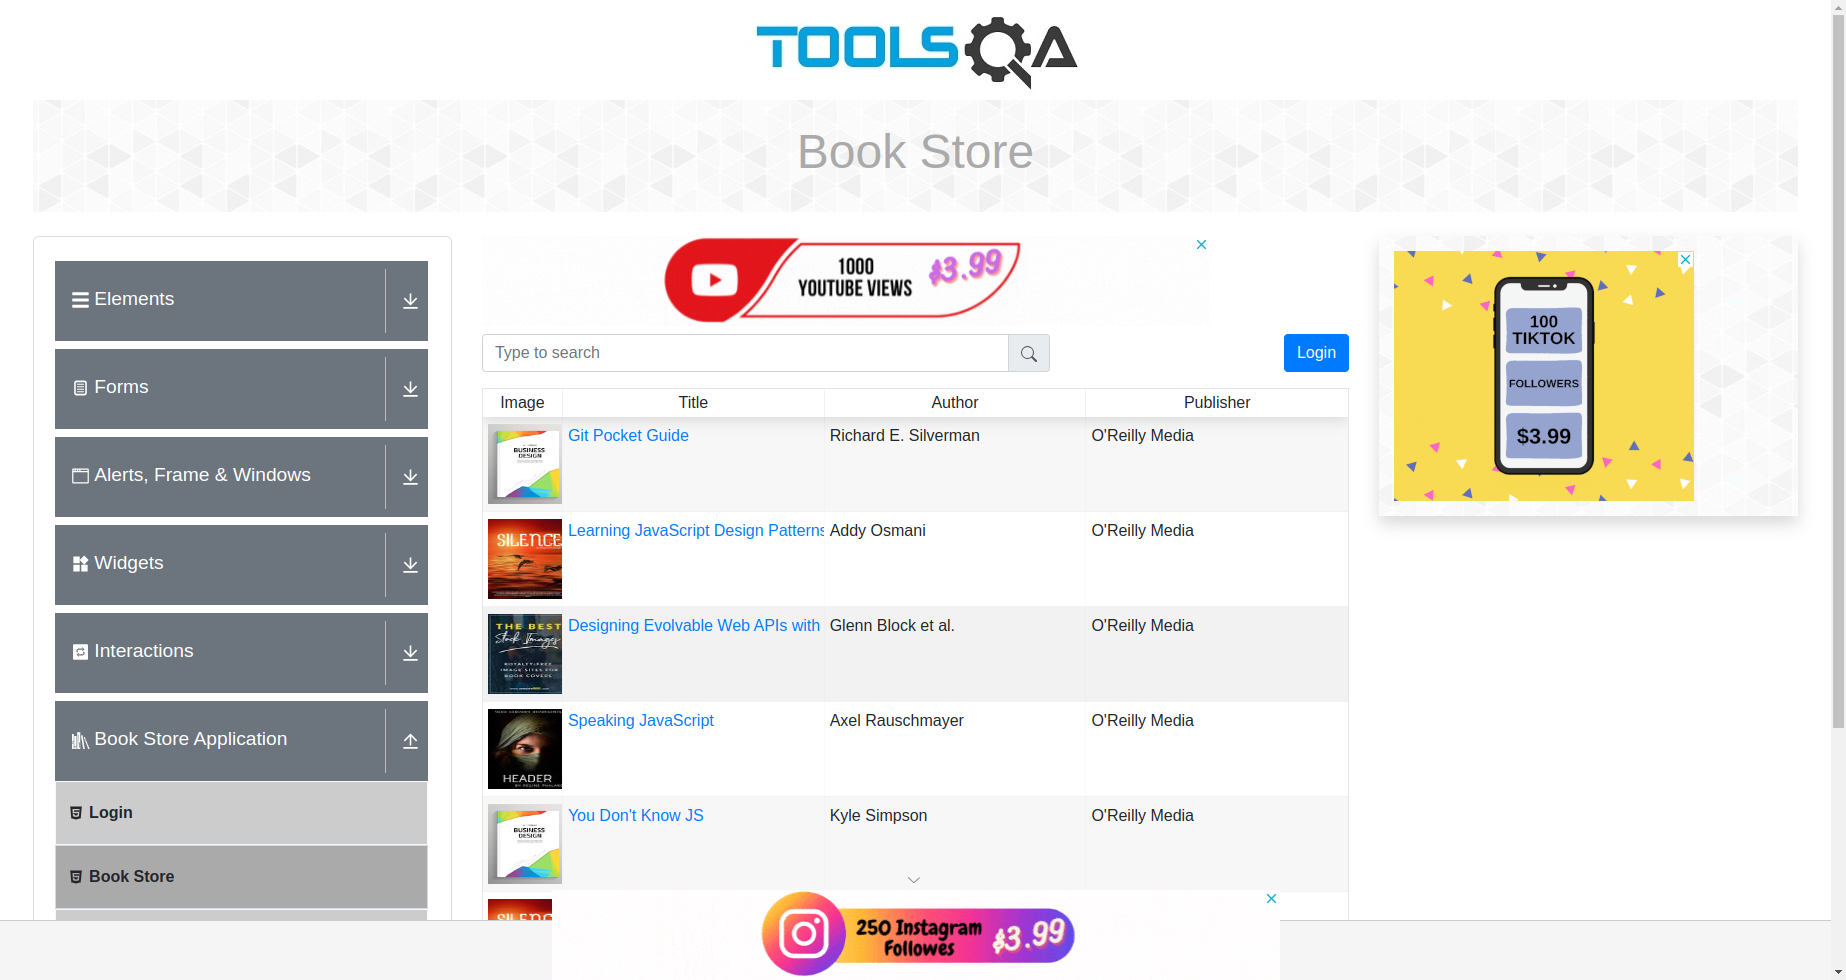 TOOLSQA
Book Store
Elements
Forms
Alerts, Frame & Windows
Widgets
Interactions
Book Store Application
Login
Book Store
1000
YOUTUBE VIEWS
$3.99
Type to search
Login
Image Title Author Publisher
BUSINESS
DESIGN
Git Pocket Guide Richard E. Silverman O'Reilly Media
SILENCE
Learning JavaScript Design Patterns Addy Osmani O'Reilly Media
THE BEST
Stock Images
ROYALTY-FREE
IMAGE SITES FOR
BOOK COVERS
Designing Evolvable Web APIs with Glenn Block et al. O'Reilly Media
HEADER
Speaking JavaScript Axel Rauschmayer O'Reilly Media
BUSINESS
DESIGN
You Don't Know JS Kyle Simpson O'Reilly Media
250 Instagram
Followes
$3.99
100
TIKTOK
FOLLOWERS
$3.99